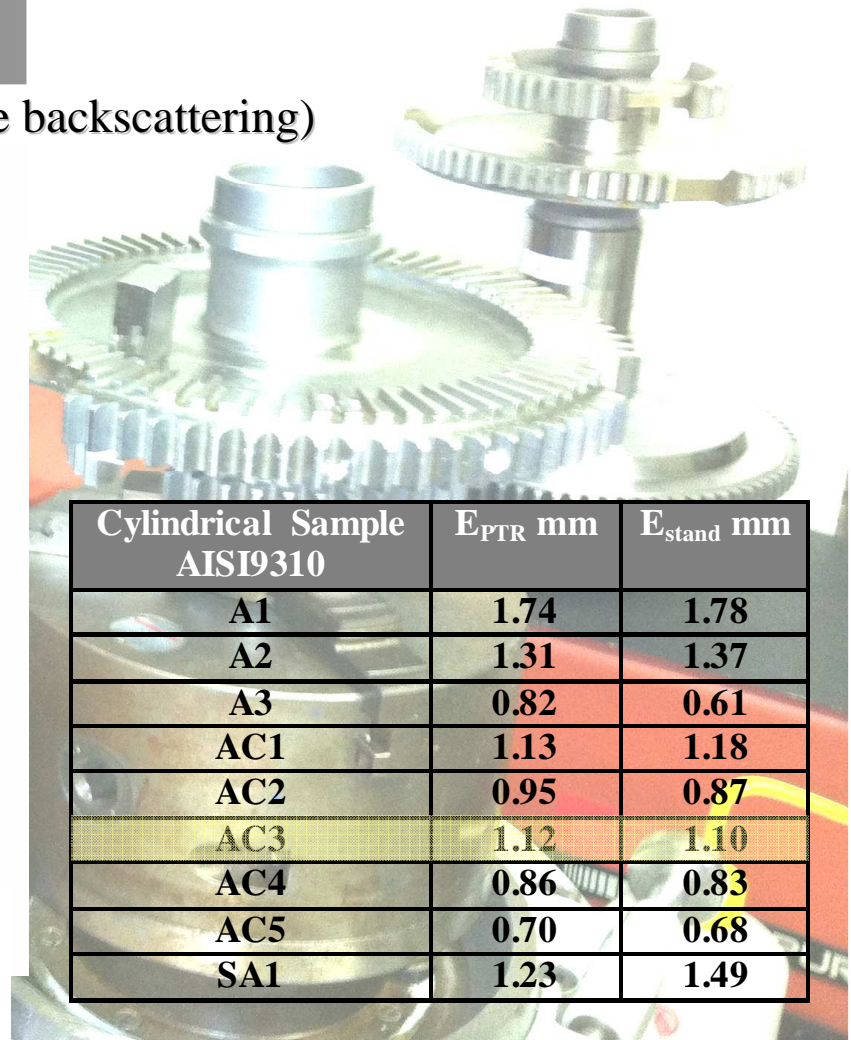 e backscattering)
Cylindrical Sample AISI9310 E_PTR mm E_stand mm
A1 1.74 1.78
A2 1.31 1.37
A3 0.82 0.61
AC1 1.13 1.18
AC2 0.95 0.87
AC3 1.12 1.10
AC4 0.86 0.83
AC5 0.70 0.68
SA1 1.23 1.49